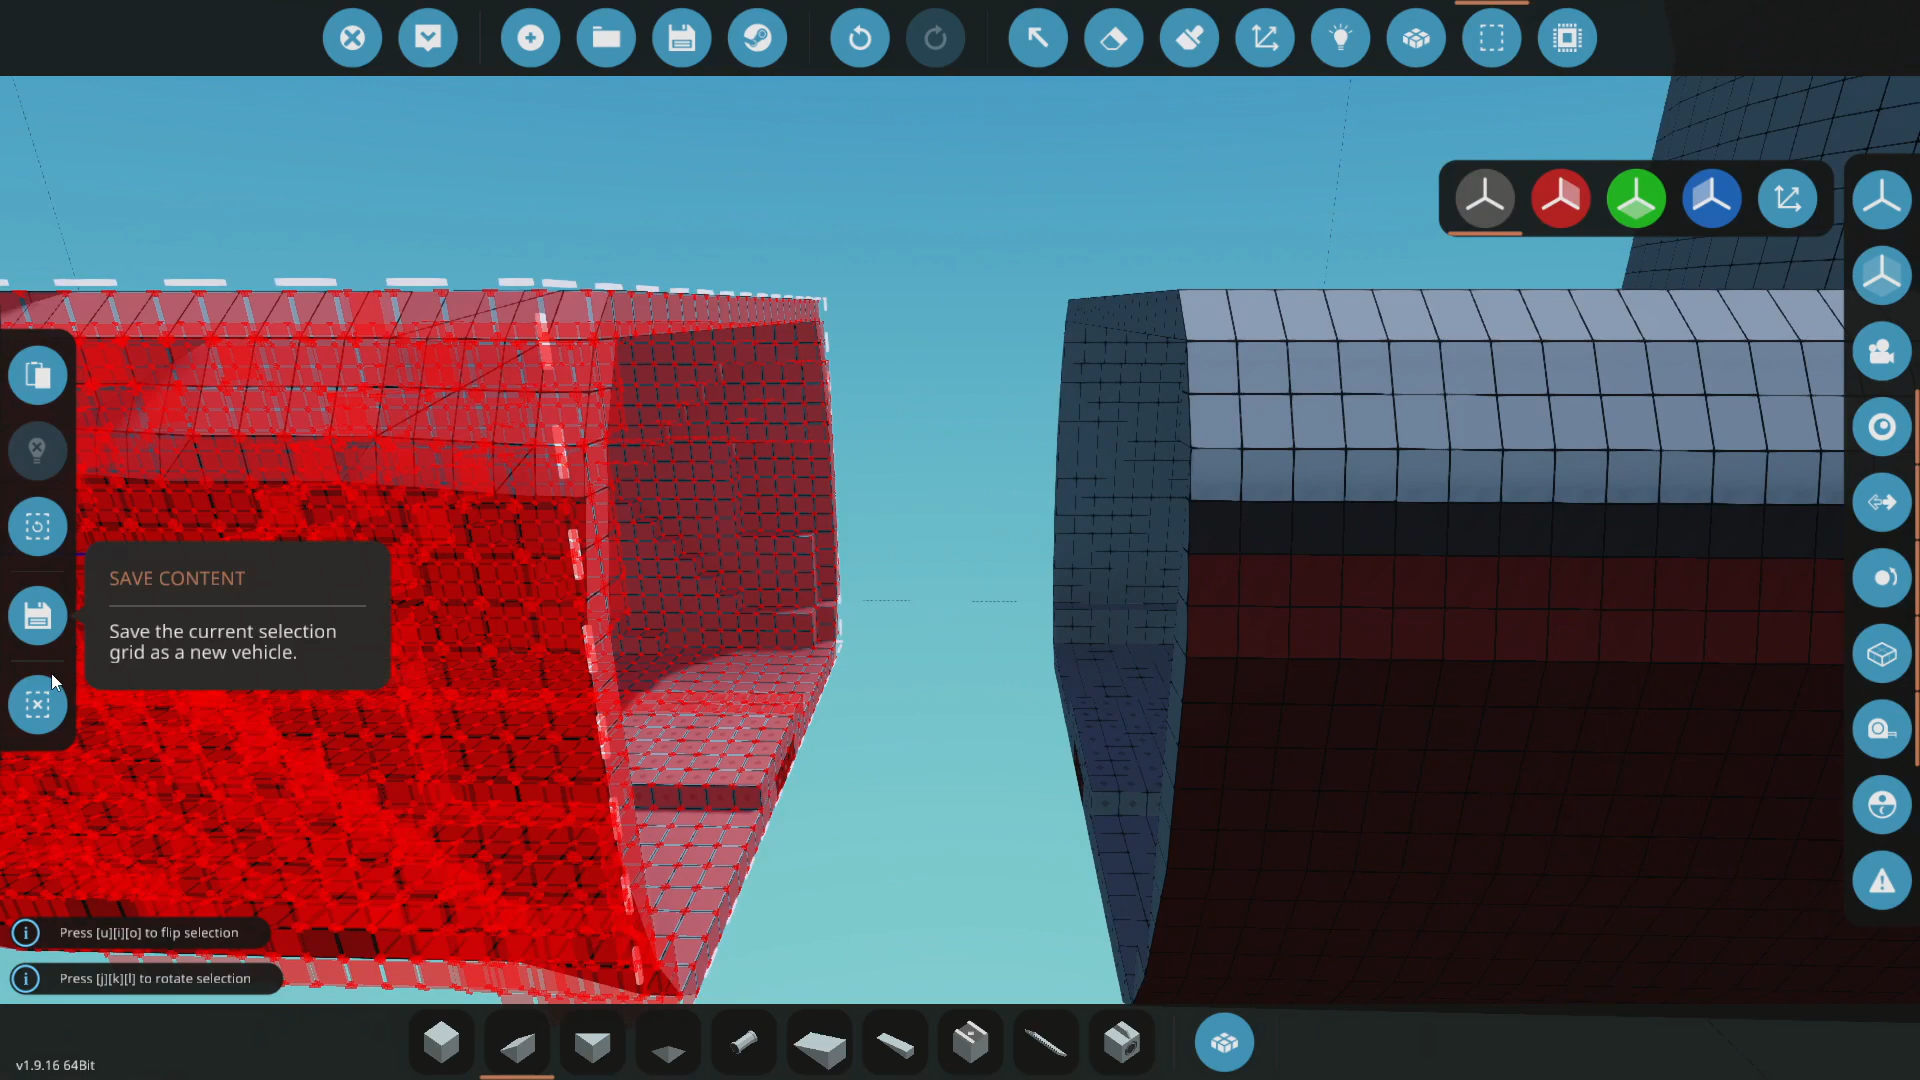 SAVE CONTENT
Save the current selection
grid as a new vehicle.
Press [u][i][o] to flip selection
Press [j][k][l] to rotate selection
v1.9.16 64Bit